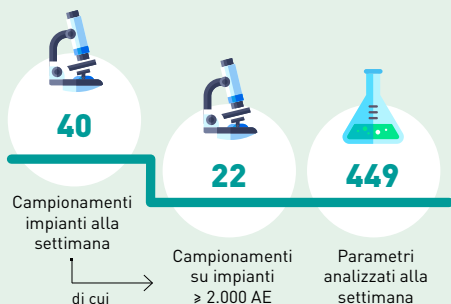 40
Campionamenti
impianti alla
settimana
di cui
22
Campionamenti
su impianti
≥ 2.000 AE
449
Parametri
analizzati alla
settimana